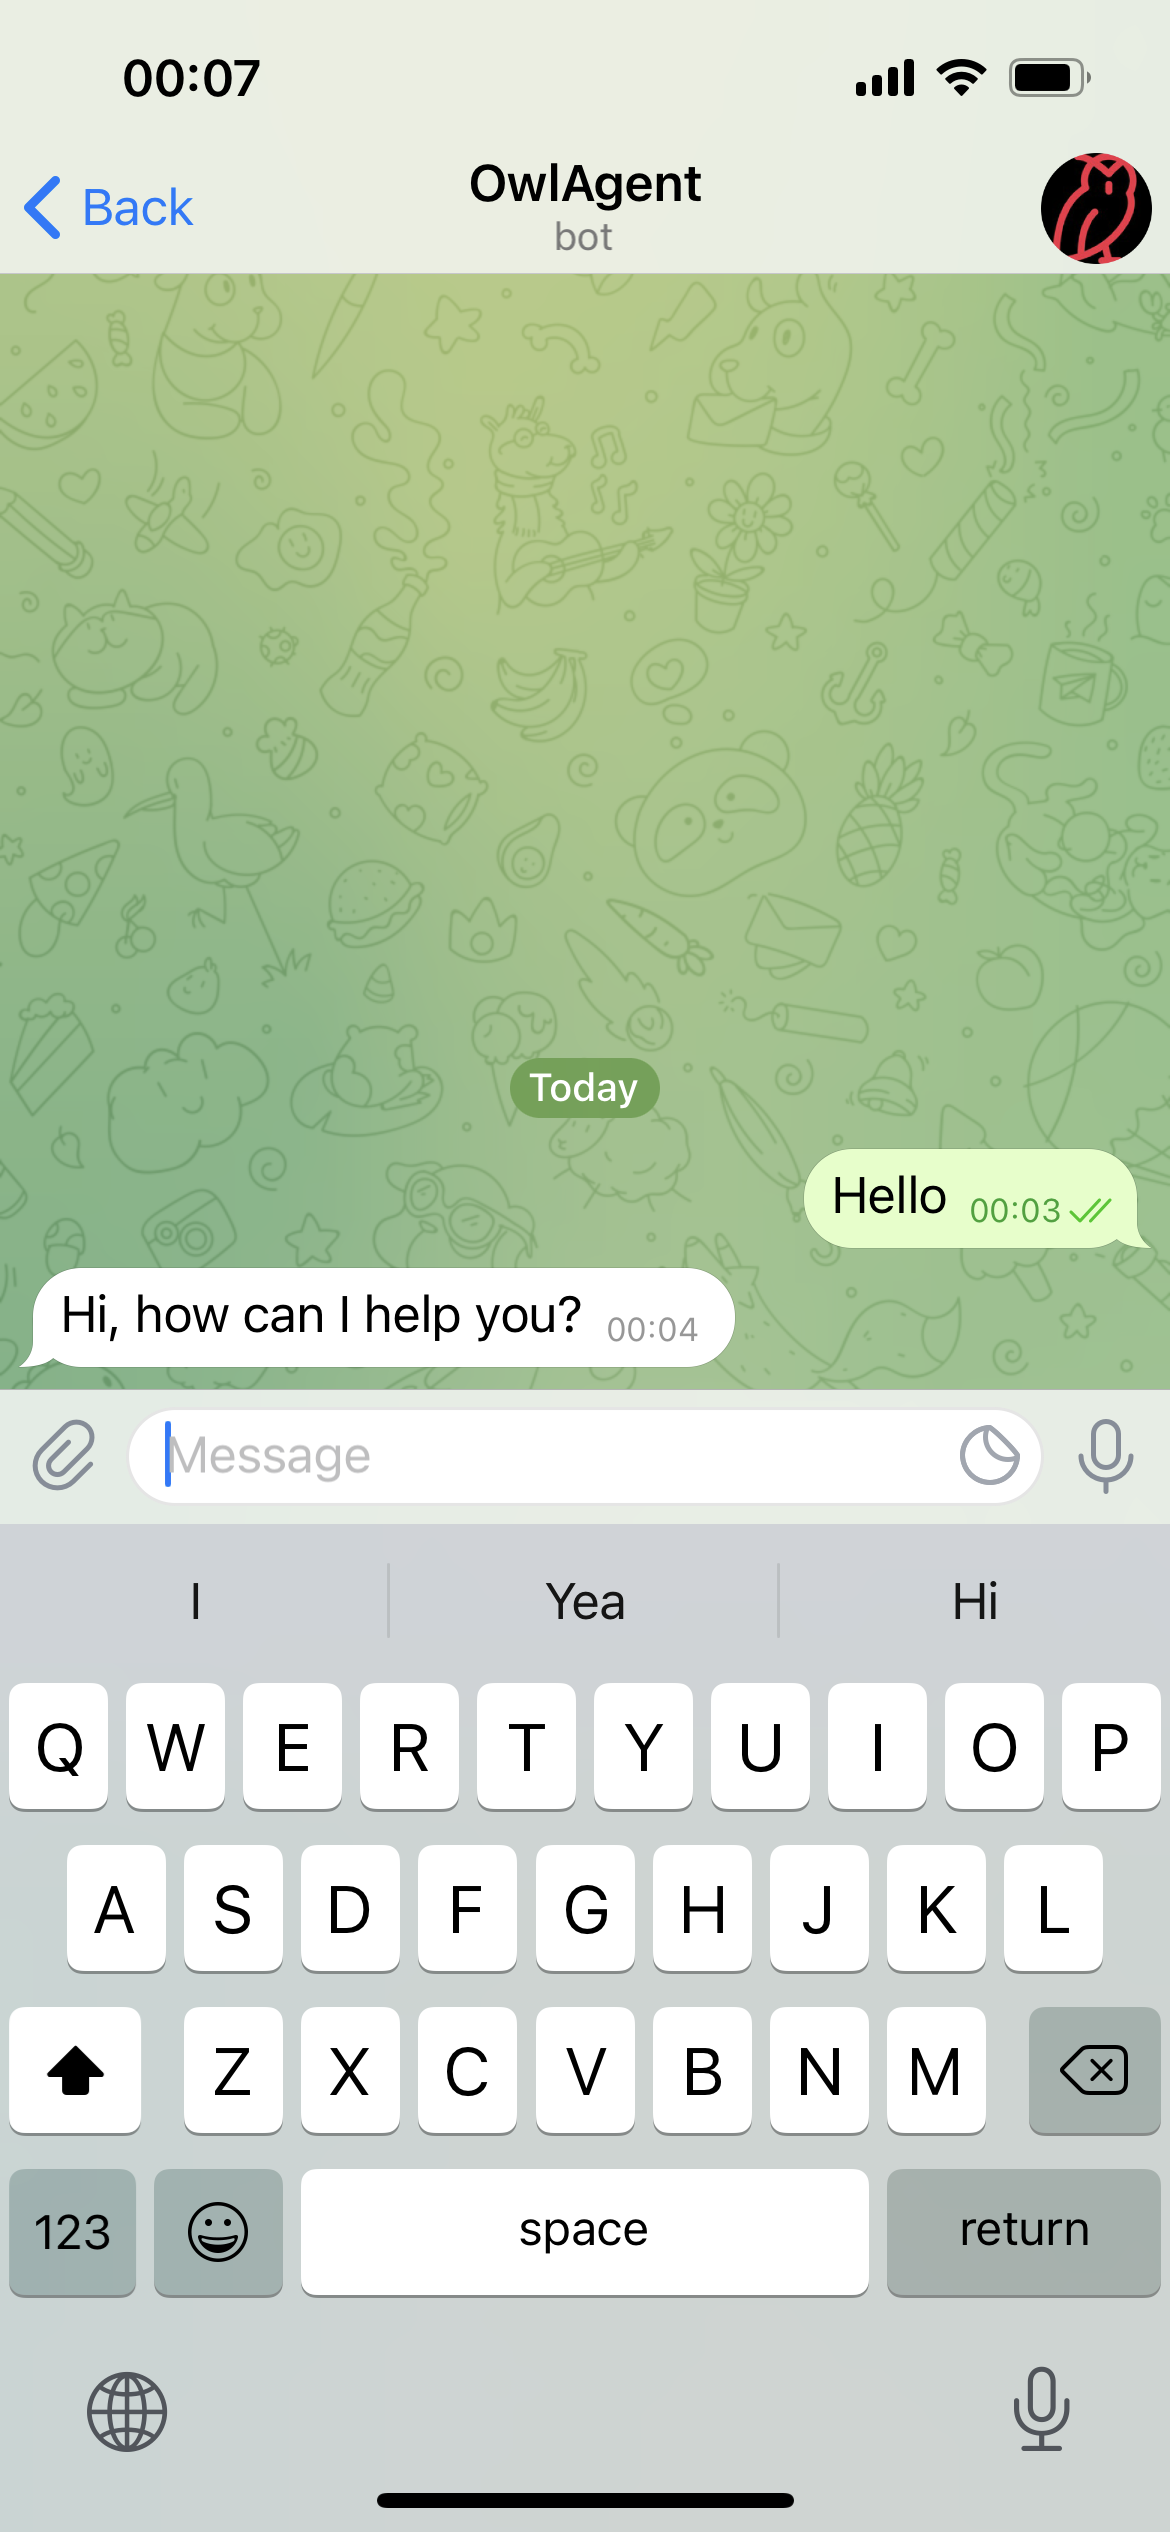 00:07
Back
OwlAgent
bot
Today
Hello 00:03
Hi, how can I help you? 00:04
Message
I Yea Hi
Q W E R T Y U I O P
A S D F G H J K L
Z X C V B N M
123 space return